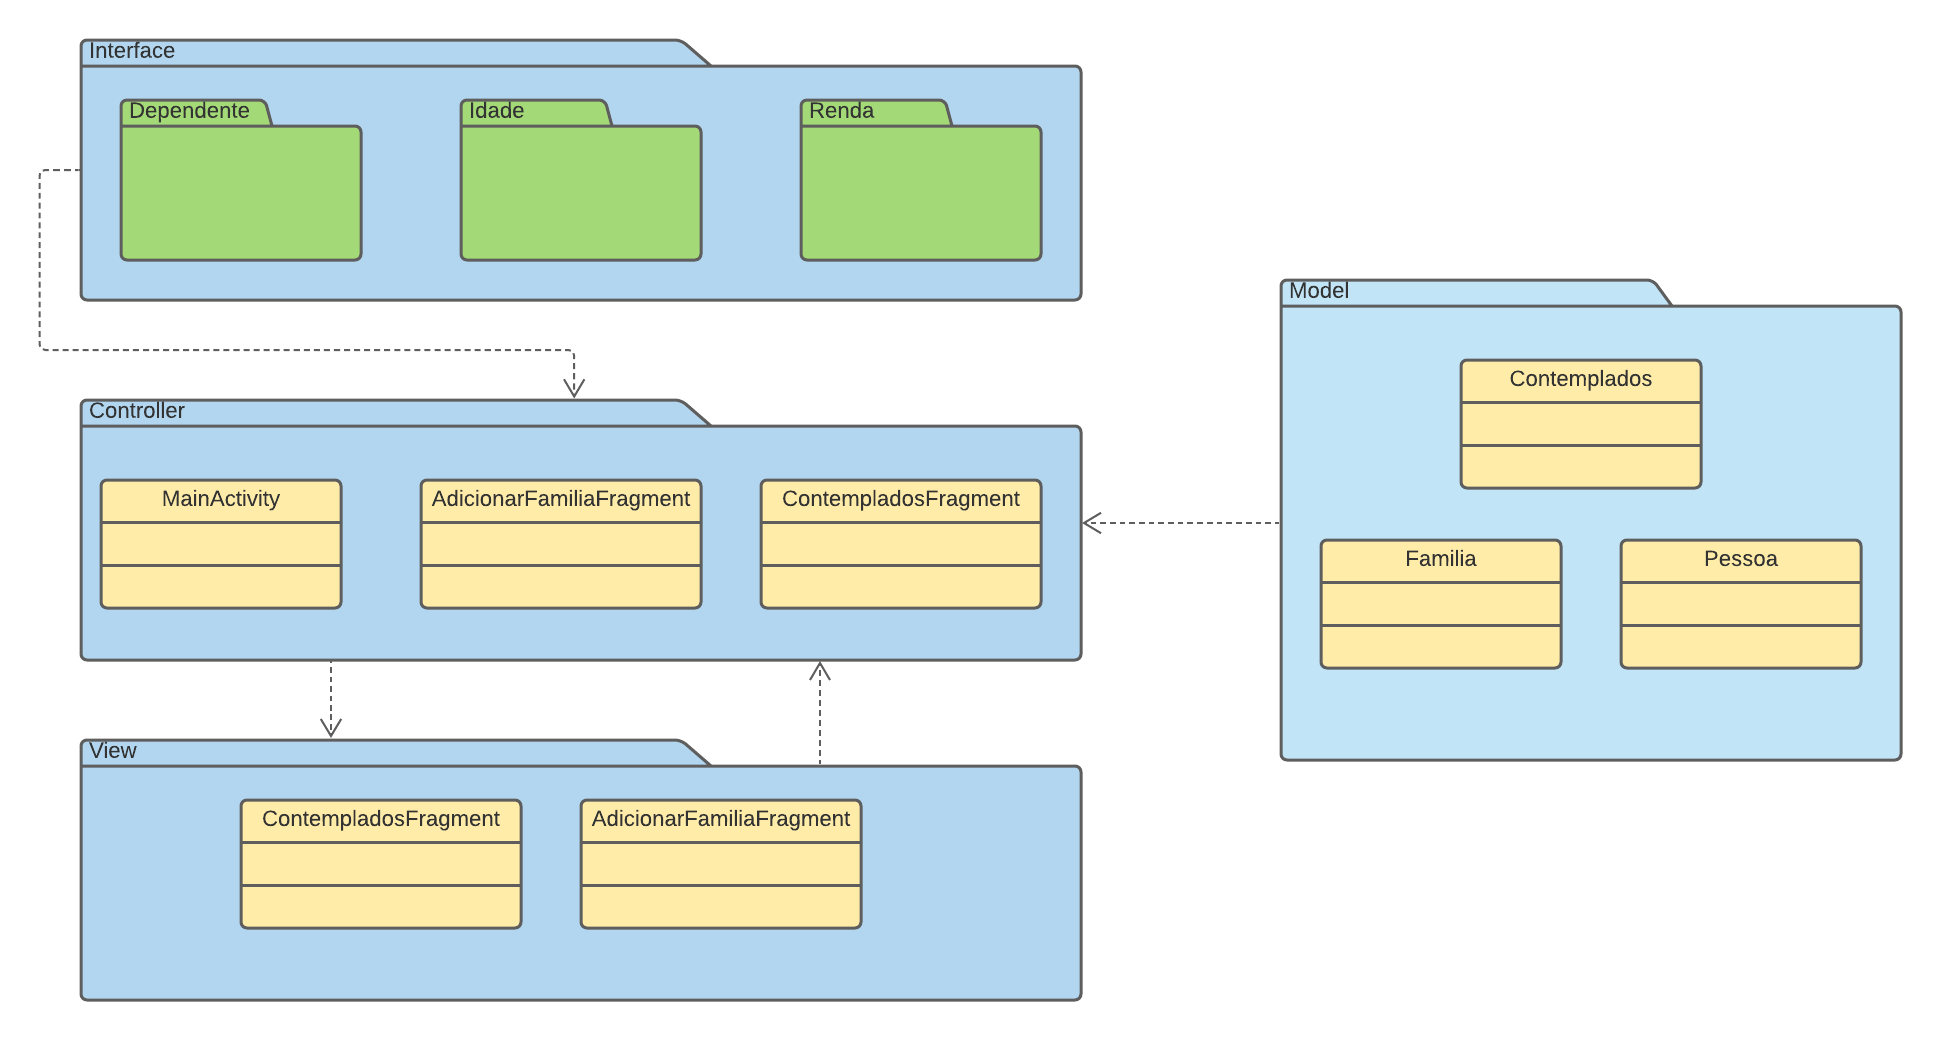 Interface
Dependente
Idade
Renda
Model
Contemplados
Familia
Pessoa
Controller
MainActivity
AdicionarFamiliaFragment
ContempladosFragment
View
ContempladosFragment
AdicionarFamiliaFragment